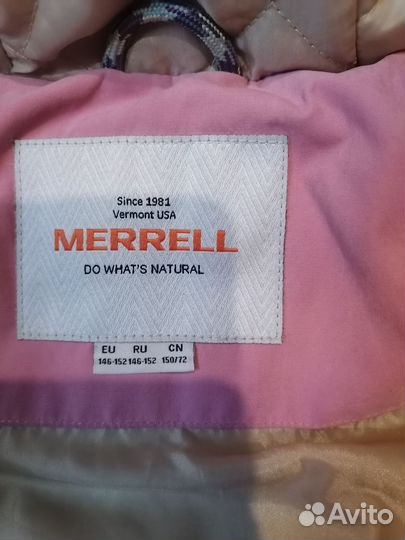 Since 1981
Vermont USA
MERRELL
DO WHAT'S NATURAL
EU RU CN
146-152 146-152 150/72
Avito